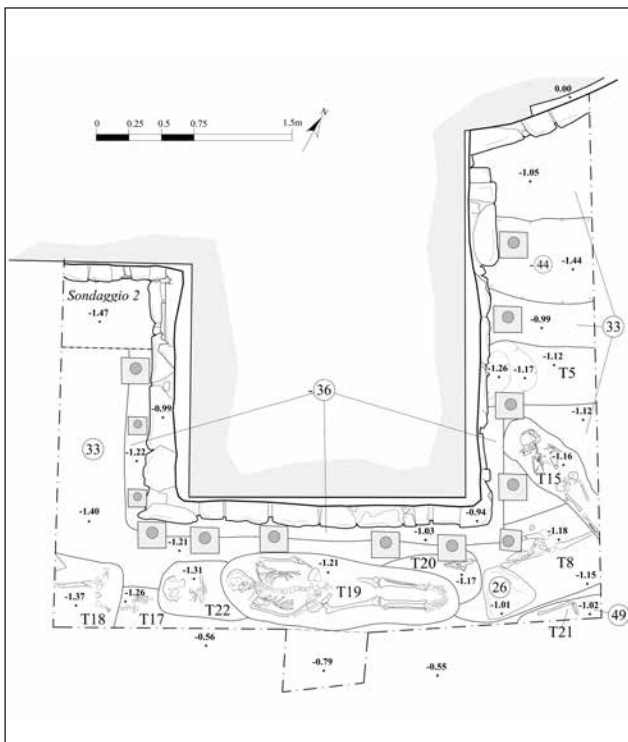 0.00
0 0.25 0.5 0.75 1.5m
N
-1.05
-44 -1.44
Sondaggio 2
-1.47
-0.99 33
-1.12
-1.26 -1.17 T5
-36
-0.99
-1.12
33
-1.22
-1.16
T15
-1.40
-0.94
-1.03
-1.18
-1.21
T20 T8
-1.31 -1.21 -1.17 -1.15
T19 26
-1.37 -1.26 T22
-1.01 -1.02 49
T18 T17 T21
-0.56
-0.79 -0.55